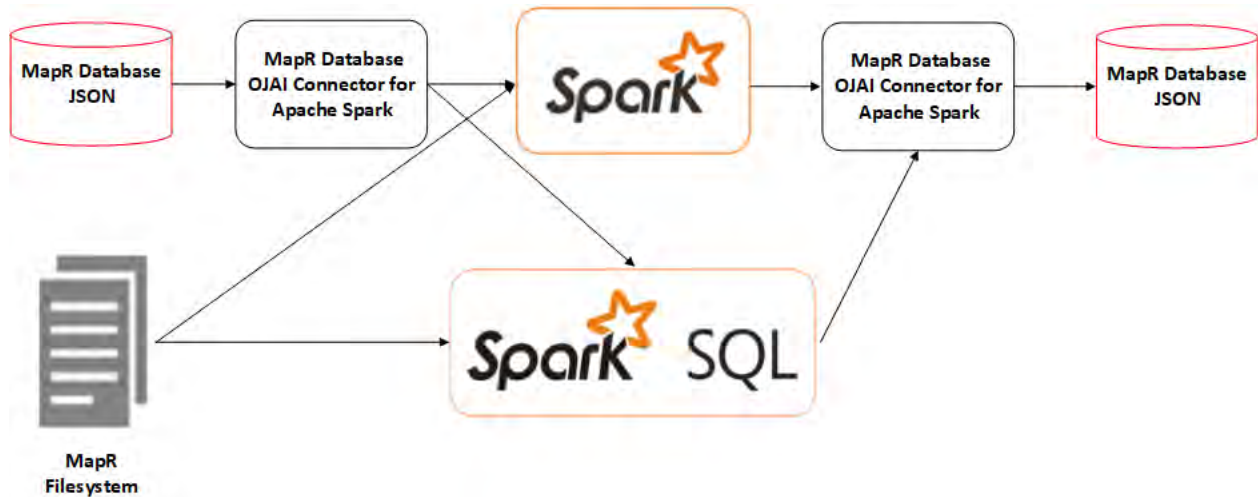 MapR Database
JSON
MapR Database
OJAI Connector for
Apache Spark
Spark
MapR Database
OJAI Connector for
Apache Spark
MapR Database
JSON
Spark SQL
MapR
Filesystem